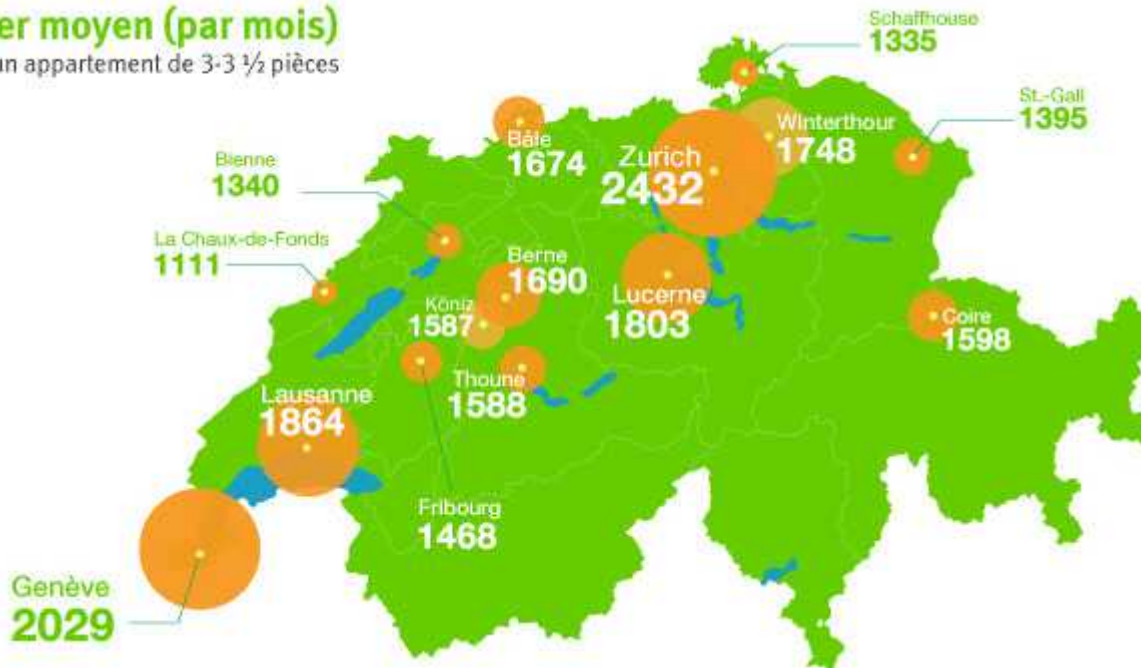 er moyen (par mois)
un appartement de 3-3 ½ pièces
Schaffhouse
1335
St.-Gall
1395
Winterthour
1748
Bâle
1674
Zurich
2432
Bienne
1340
La Chaux-de-Fonds
1111
Berne
1690
Köniz
1587
Lucerne
1803
Coire
1598
Thoune
1588
Lausanne
1864
Fribourg
1468
Genève
2029